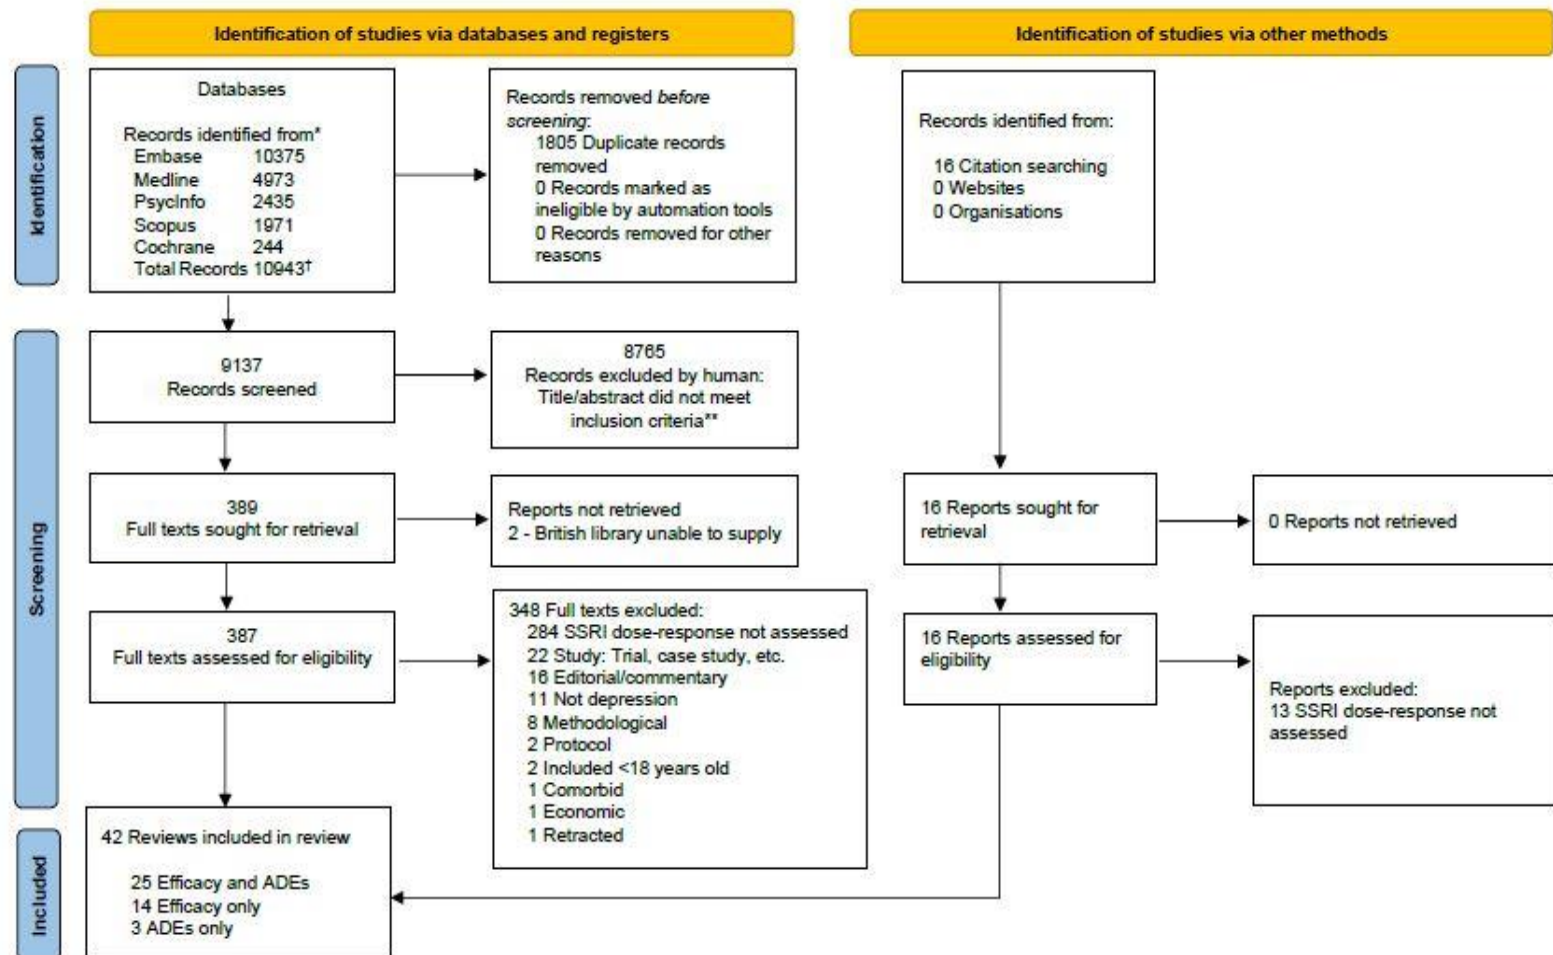 Identification of studies via databases and registers
Identification of studies via other methods
Identification
Databases
Records identified from*
Embase 10375
Medline 4973
PsycInfo 2435
Scopus 1971
Cochrane 244
Total Records 10943†
Records removed before
screening:
1805 Duplicate records
removed
0 Records marked as
ineligible by automation tools
0 Records removed for other
reasons
Records identified from:
16 Citation searching
0 Websites
0 Organisations
Screening
9137
Records screened
8765
Records excluded by human:
Title/abstract did not meet
inclusion criteria**
389
Full texts sought for retrieval
Reports not retrieved
2 - British library unable to supply
16 Reports sought for
retrieval
0 Reports not retrieved
387
Full texts assessed for eligibility
348 Full texts excluded:
284 SSRI dose-response not assessed
22 Study: Trial, case study, etc.
16 Editorial/commentary
11 Not depression
8 Methodological
2 Protocol
2 Included <18 years old
1 Comorbid
1 Economic
1 Retracted
16 Reports assessed for
eligibility
Reports excluded:
13 SSRI dose-response not
assessed
Included
42 Reviews included in review
25 Efficacy and ADEs
14 Efficacy only
3 ADEs only